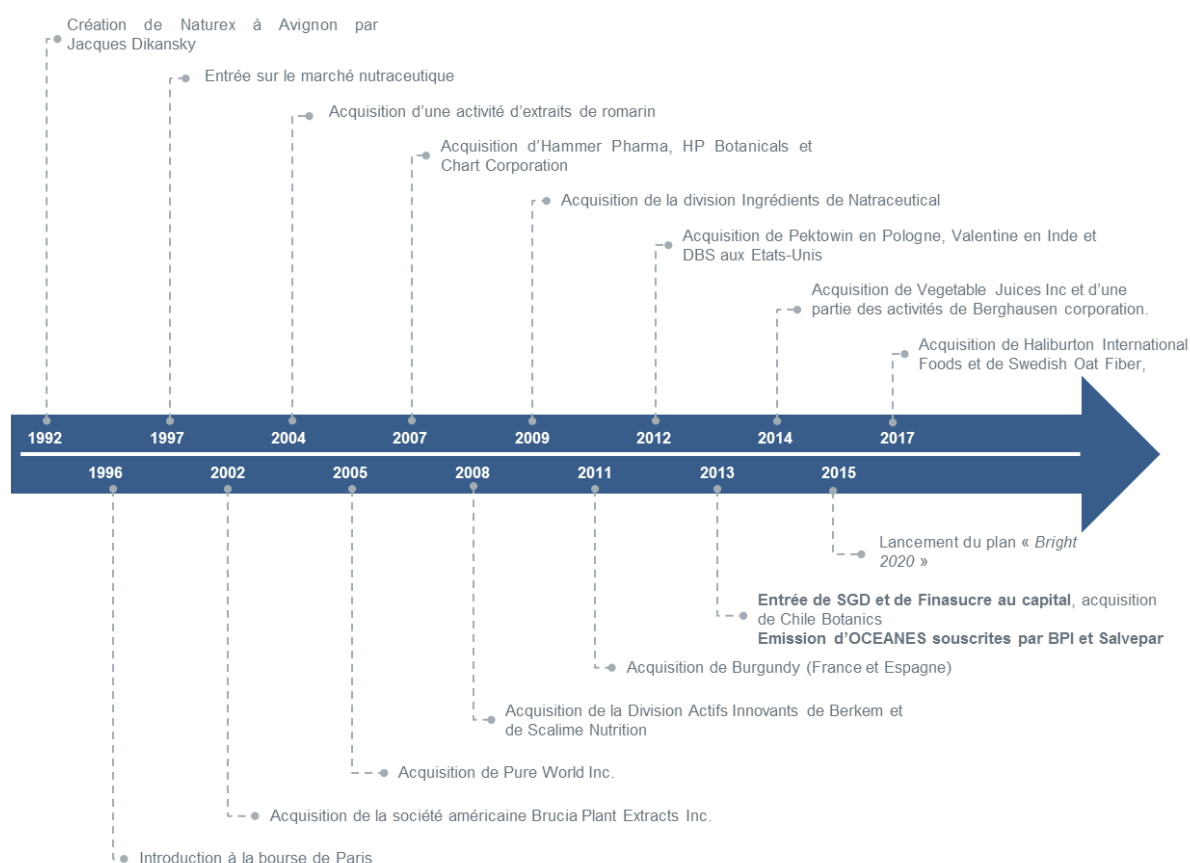 Création de Naturex à Avignon par
Jacques Dikansky
Entrée sur le marché nutraceutique
Acquisition d'une activité d'extraits de romarin
Acquisition d'Hammer Pharma, HP Botanicals et
Chart Corporation
Acquisition de la division Ingrédients de Natraceutical
Acquisition de Pektowin en Pologne, Valentine en Inde et
DBS aux Etats-Unis
Acquisition de Vegetable Juices Inc et d'une
partie des activités de Berghausen corporation.
Acquisition de Haliburton International
Foods et de Swedish Oat Fiber,
1992 1997 2004 2007 2009 2012 2014 2017
1996 2002 2005 2008 2011 2013 2015
Lancement du plan « Bright
2020 »
Entrée de SGD et de Finasucre au capital, acquisition
de Chile Botanics
Emission d'OCEANES souscrites par BPI et Salvepar
Acquisition de Burgundy (France et Espagne)
Acquisition de la Division Actifs Innovants de Berkem et
de Scalime Nutrition
Acquisition de Pure World Inc.
Acquisition de la société américaine Brucia Plant Extracts Inc.
Introduction à la bourse de Paris